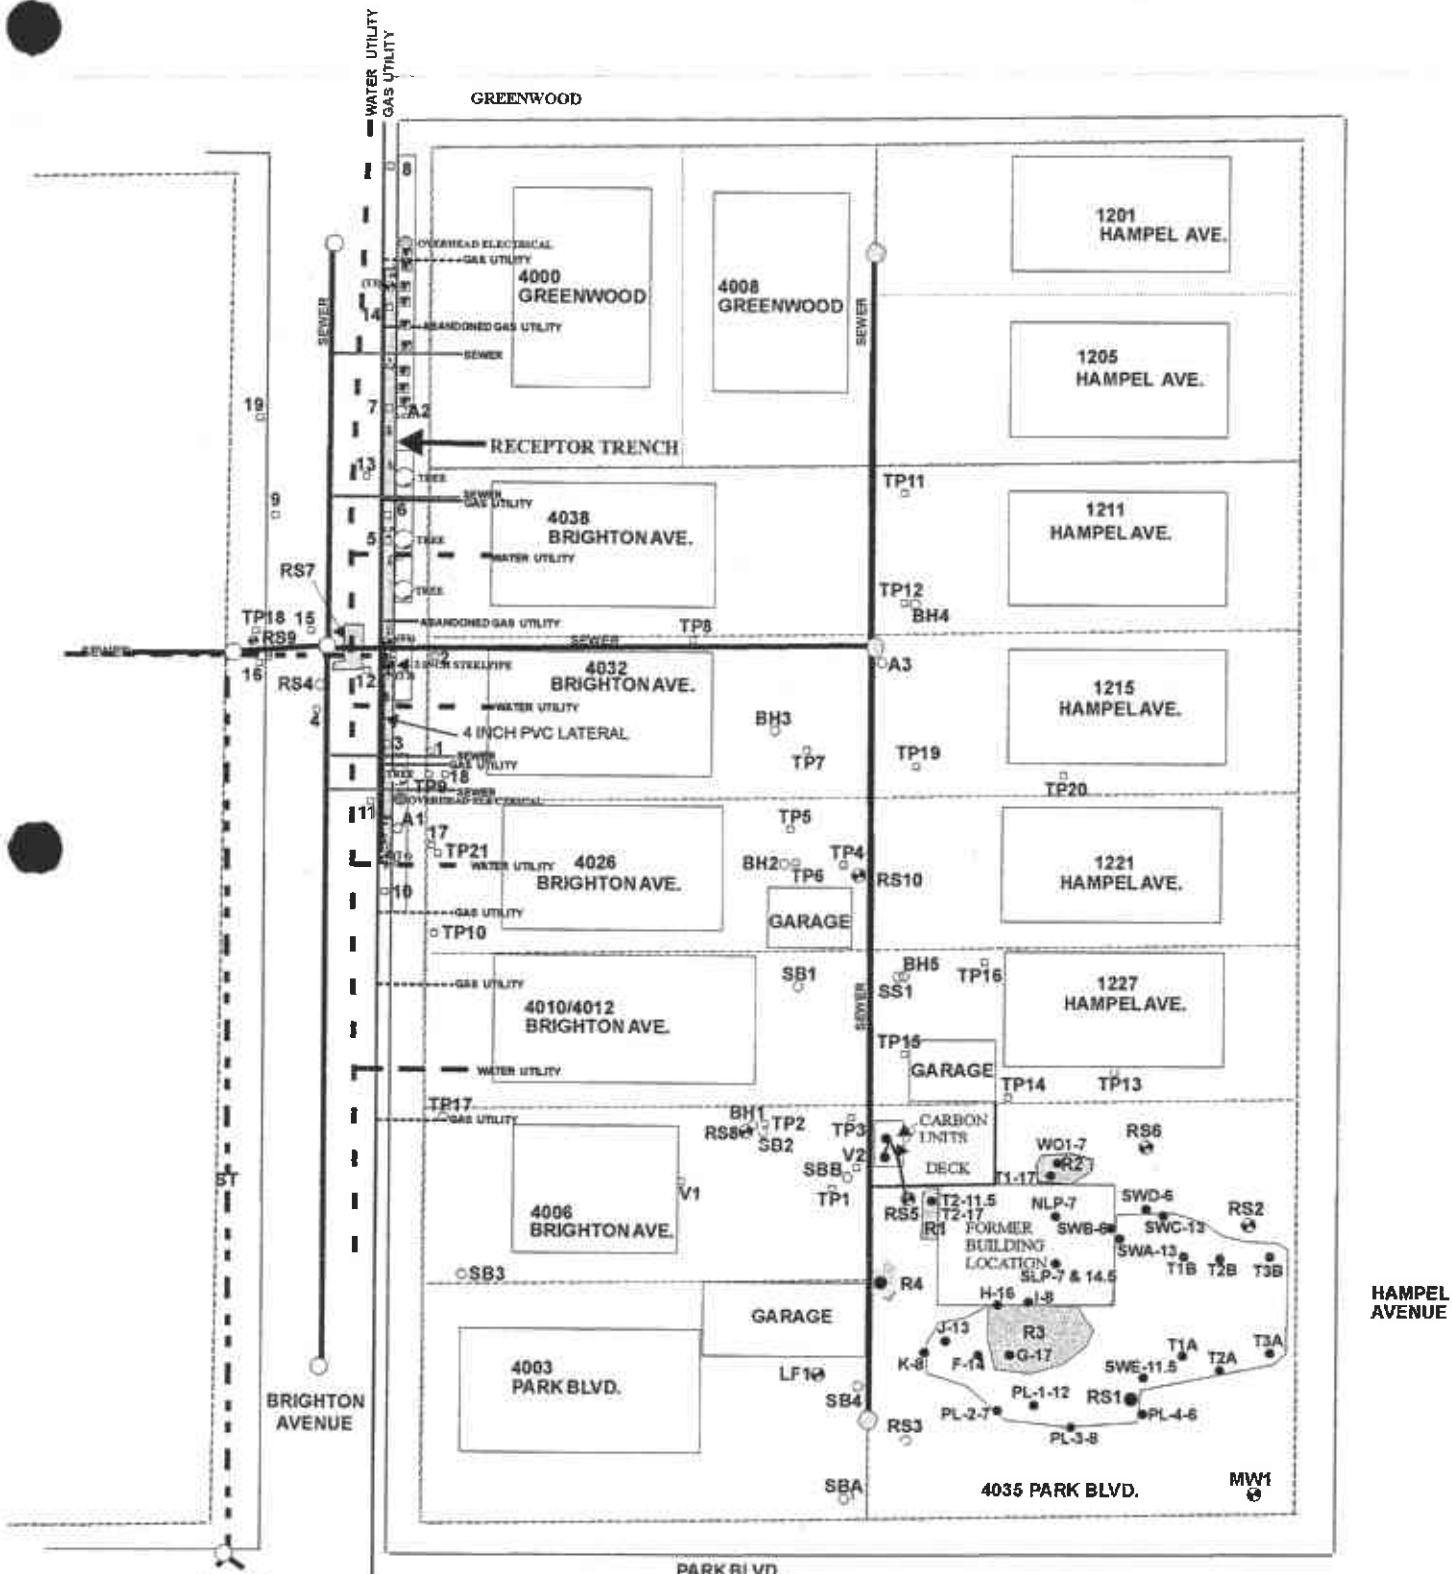 WATER UTILITY
GAS UTILITY
GREENWOOD
8
OVERHEAD ELECTRICAL
GAS UTILITY
4000
GREENWOOD
4008
GREENWOOD
1201
HAMPEL AVE.
SEWER
SEWER
14
ABANDONED GAS UTILITY
SEWER
1205
HAMPEL AVE.
19
7
A2
RECEPTOR TRENCH
13
TREE
TP11
9
SEWER
GAS UTILITY
6
4038
BRIGHTON AVE.
1211
HAMPEL AVE.
5
TREE
WATER UTILITY
RS7
TREE
TP12
BH4
TP18
15
ABANDONED GAS UTILITY
TP8
RS9
SEWER
SEWER
2
2 INCH STEEL PIPE
4032
BRIGHTON AVE.
A3
16
RS4
12
1215
HAMPEL AVE.
4
WATER UTILITY
4 INCH PVC LATERAL
BH3
3
1
SEWER
GAS UTILITY
TP7
TP19
TREE
18
TP9
SEWER
TP20
OVERHEAD ELECTRICAL
11
A1
17
TP21
TP5
WATER UTILITY
4026
BRIGHTON AVE.
BH2
TP6
TP4
RS10
1221
HAMPEL AVE.
10
GAS UTILITY
GARAGE
TP10
SB1
BH5
SS1
TP16
GAS UTILITY
4010/4012
BRIGHTON AVE.
1227
HAMPEL AVE.
SEWER
TP15
GARAGE
WATER UTILITY
TP14
TP13
TP17
GAS UTILITY
BH1
RS8
TP2
SB2
TP3
CARBON
UNITS
DECK
V2
WO1-7
R2
RS6
ST
SBB
T1-17
V1
TP1
RS5
T2-11.5
T2-17
R1
NLP-7
SWB-6
SWD-6
SWC-13
RS2
4006
BRIGHTON AVE.
FORMER
BUILDING
LOCATION
SWA-13
T1B
T2B
T3B
SB3
SLP-7 & 14.5
R4
H-16
I-8
HAMPEL
AVENUE
GARAGE
J-13
R3
T1A
T3A
K-8
F-14
G-17
SWE-11.5
T2A
4003
PARK BLVD.
LF1
SB4
PL-1-12
RS1
BRIGHTON
AVENUE
PL-2-7
PL-4-6
RS3
PL-3-8
SBA
4035 PARK BLVD.
MW1
PARK BLVD.